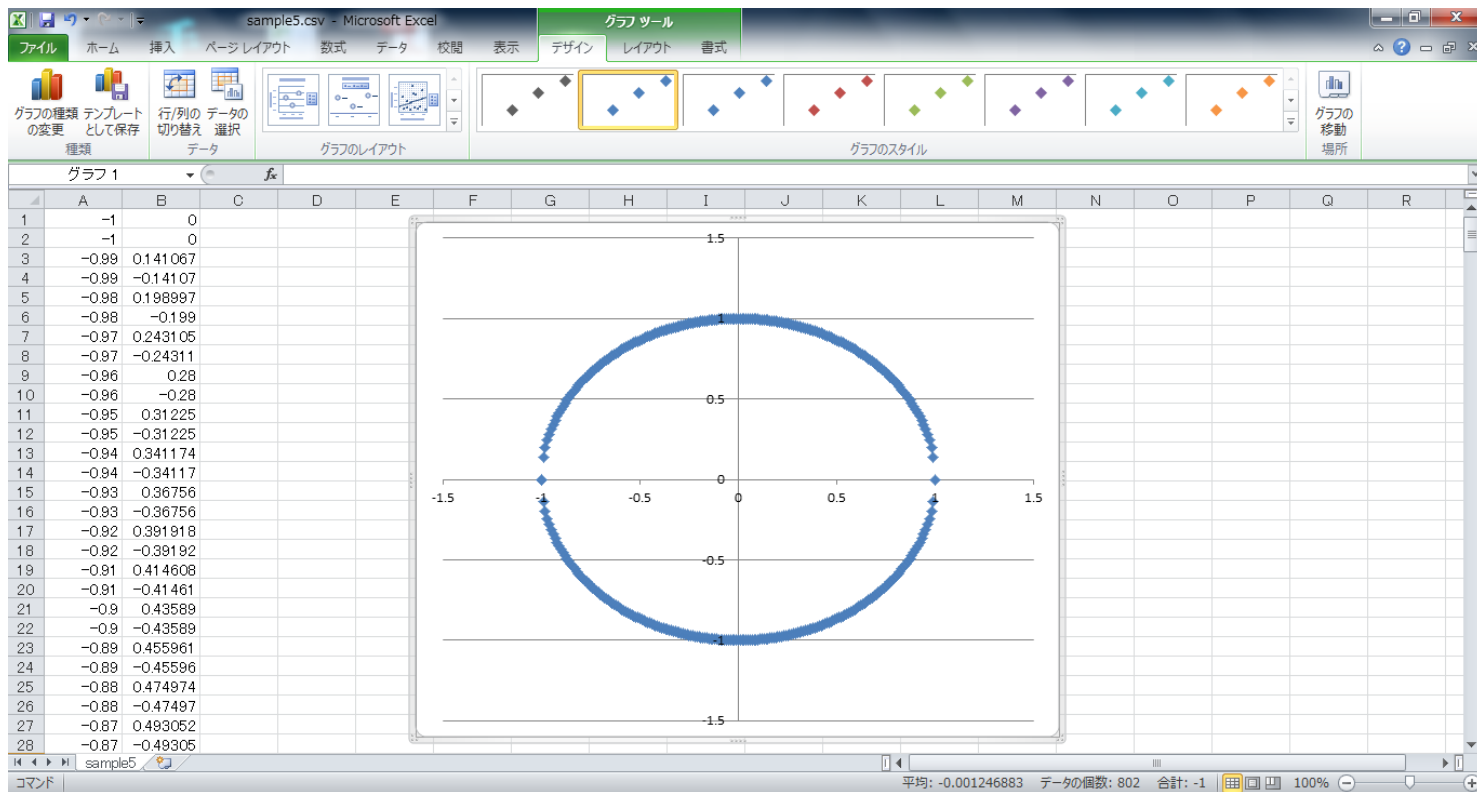 sample5.csv - Microsoft Excel
グラフ ツール
ファイル ホーム 挿入 ページ レイアウト 数式 データ 校閲 表示 デザイン レイアウト 書式
グラフの種類 の変更
テンプレート として保存
行/列の 切り替え
データの 選択
グラフの 移動
種類 データ グラフのレイアウト グラフのスタイル 場所
グラフ 1 fx
A B C D E F G H I J K L M N O P Q R
1 -1 0
2 -1 0
3 -0.99 0.141067
4 -0.99 -0.14107
5 -0.98 0.198997
6 -0.98 -0.199
7 -0.97 0.243105
8 -0.97 -0.24311
9 -0.96 0.28
10 -0.96 -0.28
11 -0.95 0.31225
12 -0.95 -0.31225
13 -0.94 0.341174
14 -0.94 -0.34117
15 -0.93 0.36756
16 -0.93 -0.36756
17 -0.92 0.391918
18 -0.92 -0.39192
19 -0.91 0.414608
20 -0.91 -0.41461
21 -0.9 0.43589
22 -0.9 -0.43589
23 -0.89 0.455961
24 -0.89 -0.45596
25 -0.88 0.474974
26 -0.88 -0.47497
27 -0.87 0.493052
28 -0.87 -0.49305
1.5
1
0.5
0
-1.5 -1 -0.5 0 0.5 1 1.5
-0.5
-1
-1.5
sample5
コマンド 平均: -0.001246883 データの個数: 802 合計: -1 100%